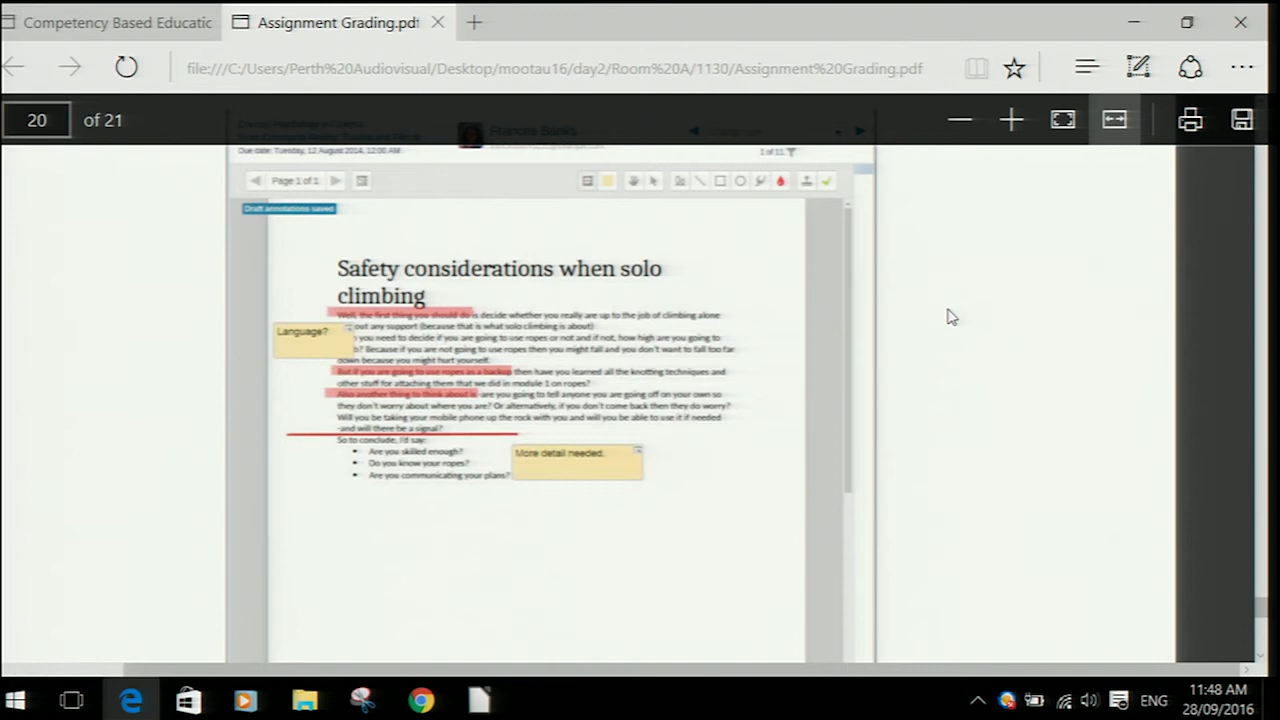 Competency Based Educatic
Assignment Grading.pdf
file:///C:/Users/Perth%20Audiovisual/Desktop/mootau16/day2/Room%20A/1130/Assignment%20Grading.pdf
20 of 21
Frances Banks
Due date: Tuesday, 12 August 2014, 12:00 AM
1 of 11
Page 1 of 1
Draft annotations saved
Safety considerations when solo
climbing
Well, the first thing you should do is decide whether you really are up to the job of climbing alone
out any support (because that is what solo climbing is about)
Language?
you need to decide if you are going to use ropes or not and if not, how high are you going to
? Because if you are not going to use ropes then you might fall and you don't want to fall too far
down because you might hurt yourself.
But if you are going to use ropes as a backup then have you learned all the knotting techniques and
other stuff for attaching them that we did in module 1 on ropes?
Also another thing to think about is -are you going to tell anyone you are going off on your own so
they don't worry about where you are? Or alternatively, if you don't come back then do they worry?
Will you be taking your mobile phone up the rock with you and will you be able to use it if needed
-and will there be a signal?
So to conclude, I'd say:
• Are you skilled enough?
More detail needed.
• Do you know your ropes?
• Are you communicating your plans?
ENG
11:48 AM
28/09/2016